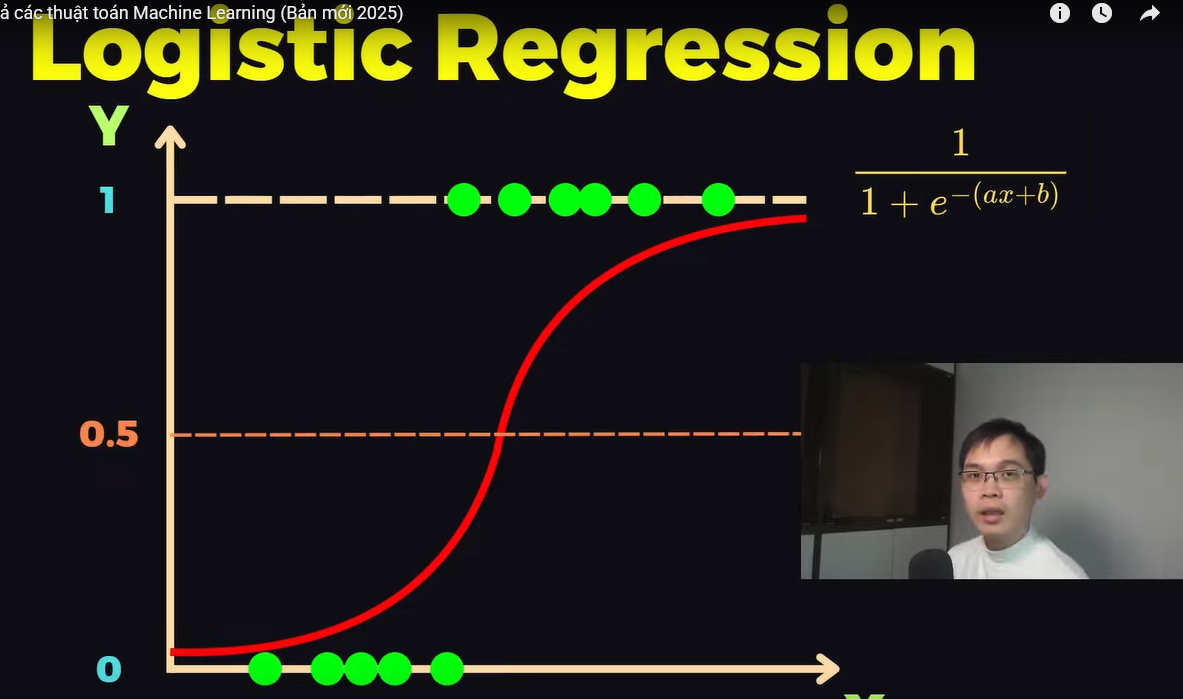 ả các thuật toán Machine Learning (Bản mới 2025)
Logistic Regression
Y
1
0.5
0
1
1 + e^{-(ax+b)}